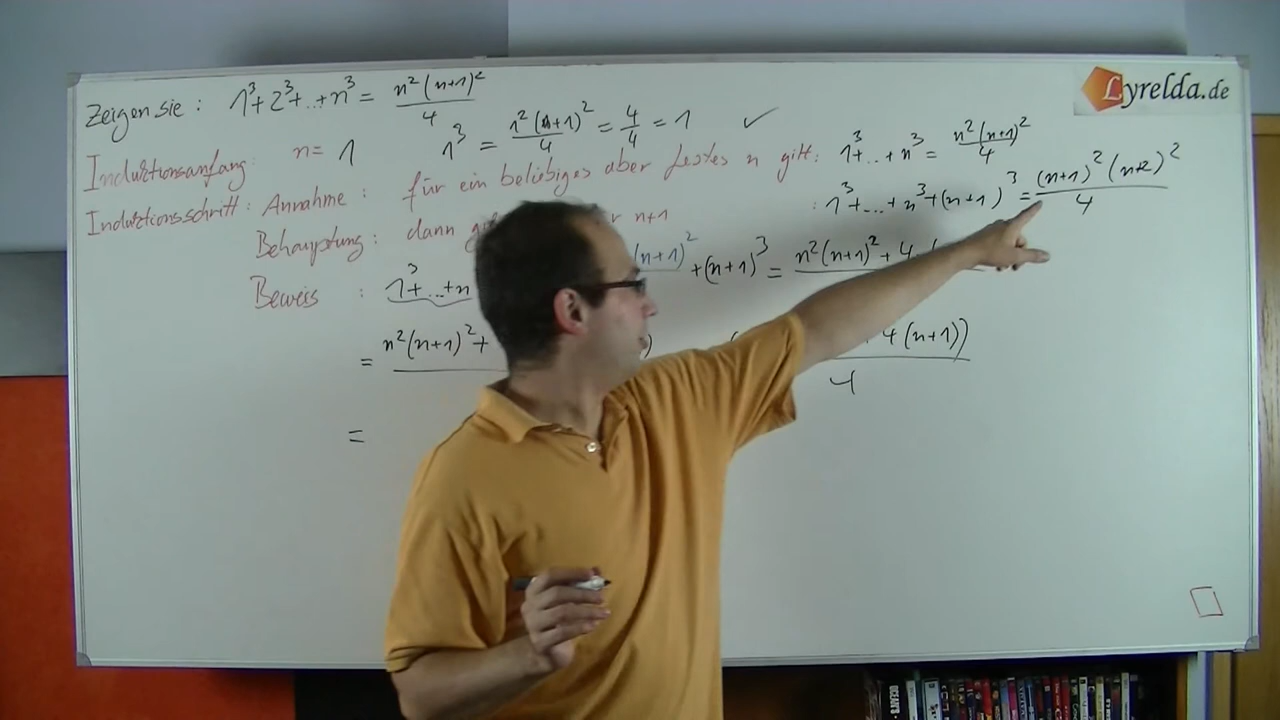 Zeigen sie : 1³+2³+..+n³ = n²(n+1)²/4
Lyrelda.de
Induktionsanfang: n= 1 1³ = 1²(1+1)²/4 = 4/4 = 1 ✓
Induktionsschritt: Annahme : für ein beliebiges aber festes n gilt: 1³+..+n³ = n²(n+1)²/4
Behauptung: dann n+1 : 1³+...+n³+(n+1)³ = (n+1)²(n+2)²/4
Beweis : 1³+...+n (n+1)² +(n+1)³ = n²(n+1)² + 4
= n²(n+1)²+ 4(n+1))
4
=